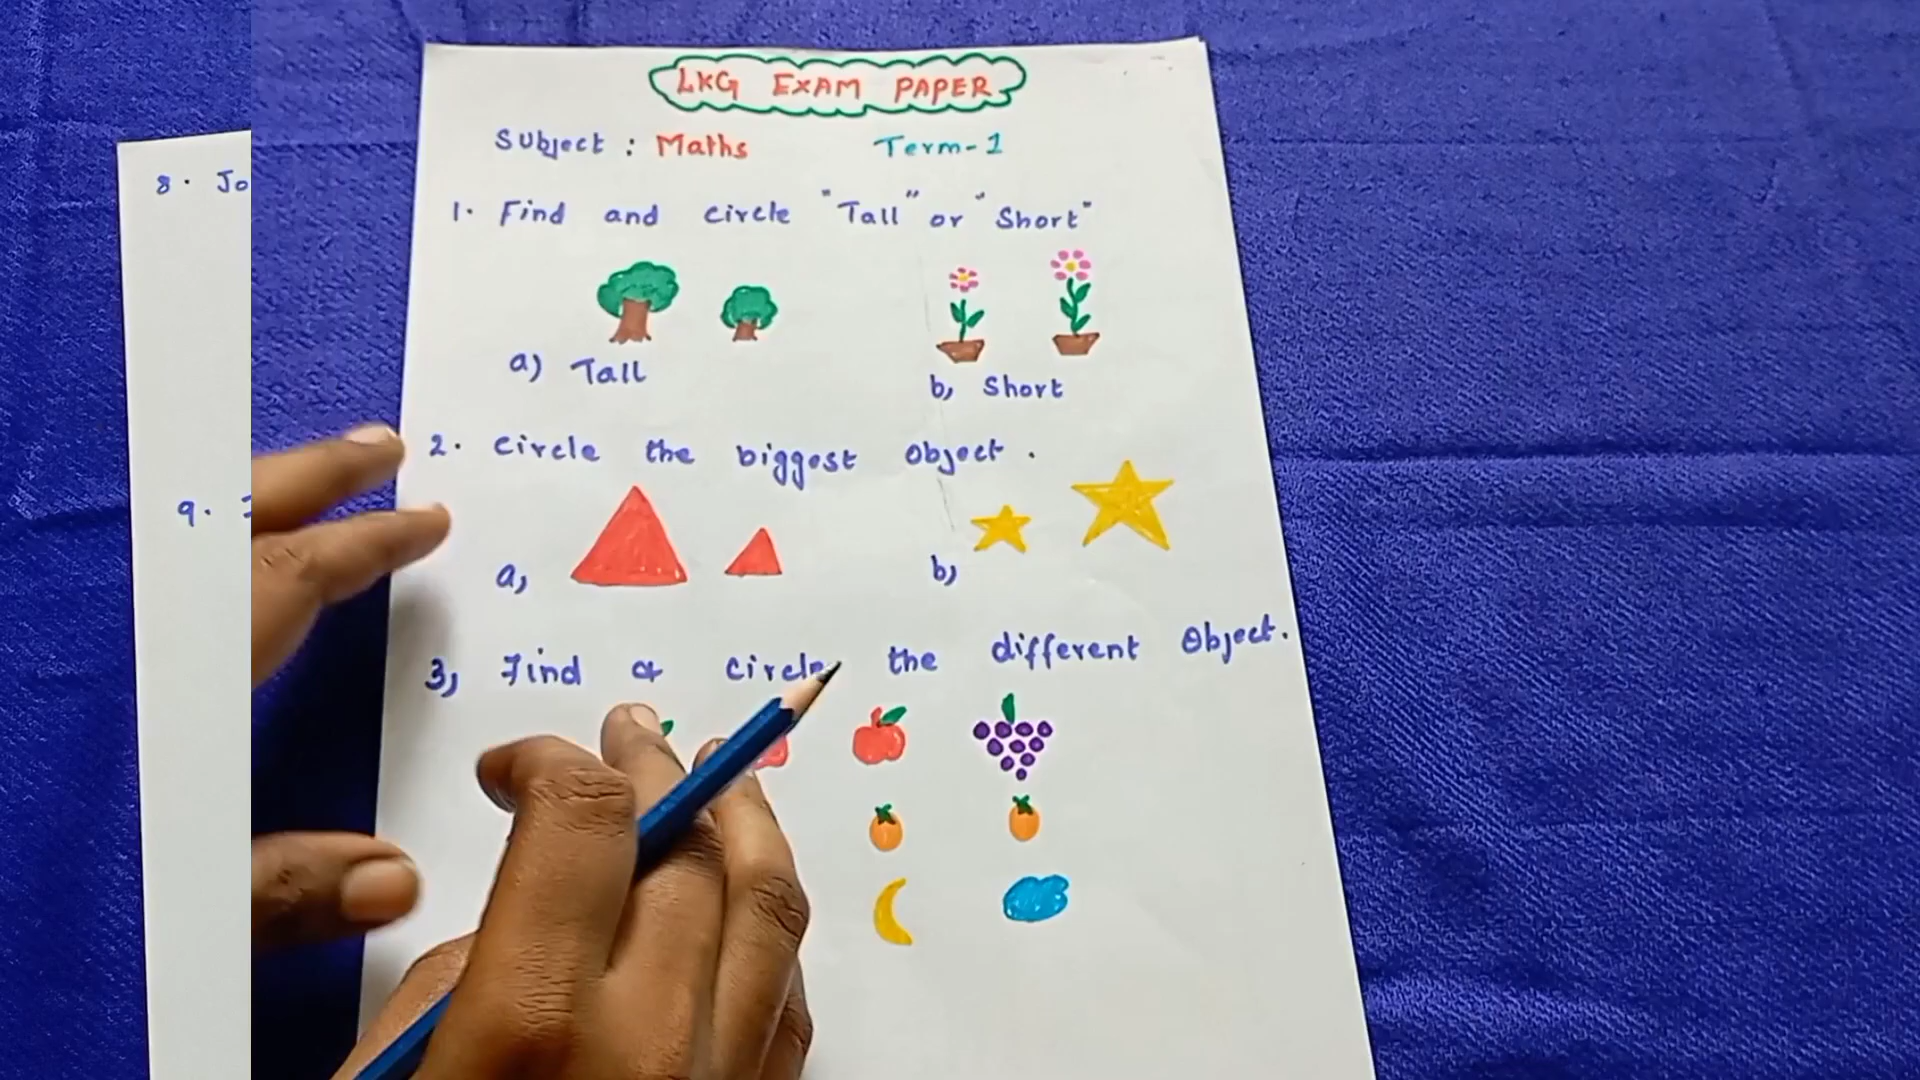 LKG EXAM PAPER
Subject : Maths Term-1
1. Find and circle "Tall" or "Short"
a) Tall b, Short
2. circle the biggest object .
a, b,
3, Find & circle the different Object.
8. Jo
9.